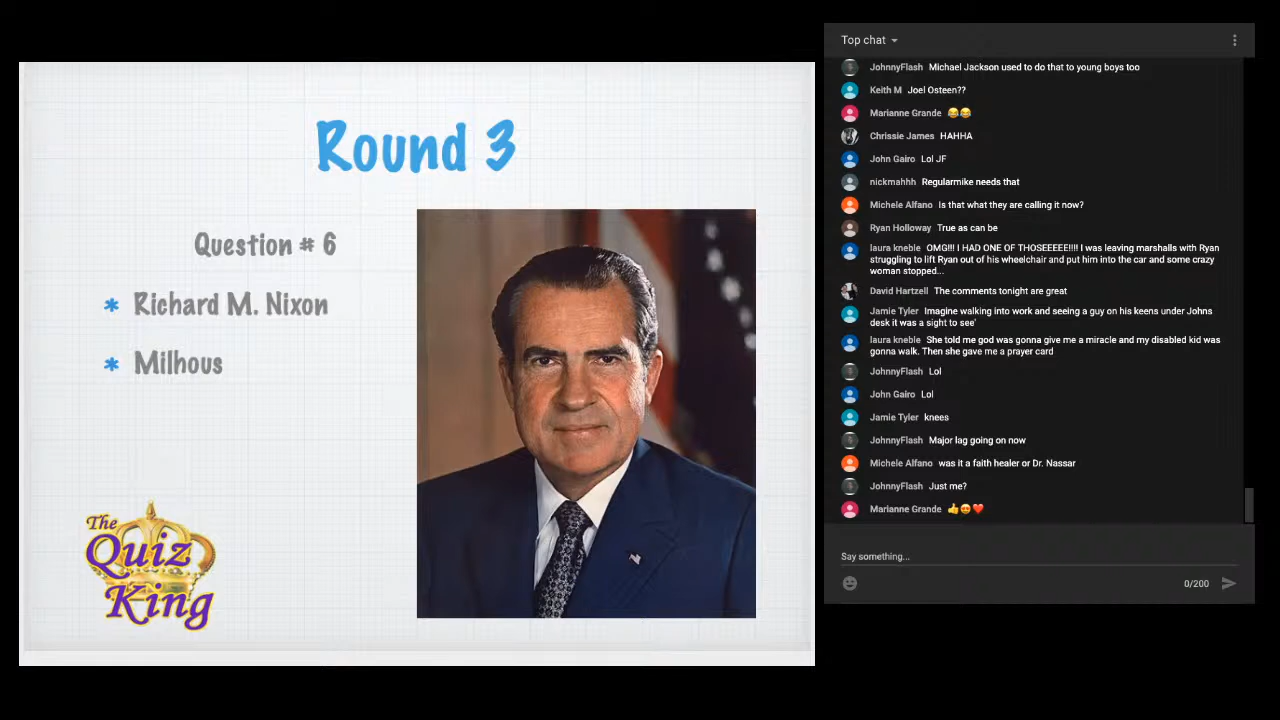 Round 3
Question # 6
* Richard M. Nixon
* Milhous
The
Quiz
King
Top chat
JohnnyFlash Michael Jackson used to do that to young boys too
Keith M Joel Osteen??
Marianne Grande 😂😂
Chrissie James HAHHA
John Gairo Lol JF
nickmahhh Regularmike needs that
Michele Alfano Is that what they are calling it now?
Ryan Holloway True as can be
laura kneble OMG!!! I HAD ONE OF THOSEEEEE!!!! I was leaving marshalls with Ryan
struggling to lift Ryan out of his wheelchair and put him into the car and some crazy
woman stopped...
David Hartzell The comments tonight are great
Jamie Tyler Imagine walking into work and seeing a guy on his keens under Johns
desk it was a sight to see'
laura kneble She told me god was gonna give me a miracle and my disabled kid was
gonna walk. Then she gave me a prayer card
JohnnyFlash Lol
John Gairo Lol
Jamie Tyler knees
JohnnyFlash Major lag going on now
Michele Alfano was it a faith healer or Dr. Nassar
JohnnyFlash Just me?
Marianne Grande 👍😍❤️
Say something...
0/200